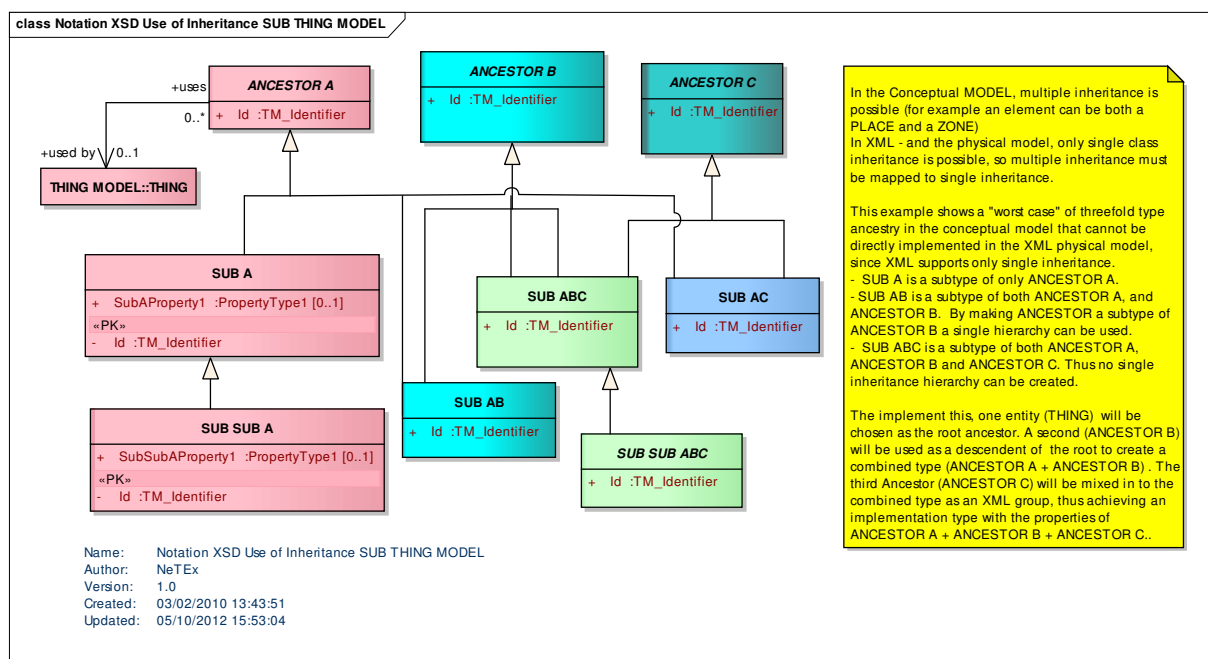 class Notation XSD Use of Inheritance SUB THING MODEL
ANCESTOR A
+ Id :TM_Identifier
ANCESTOR B
+ Id :TM_Identifier
ANCESTOR C
+ Id :TM_Identifier
+uses
0..*
+used by
0..1
THING MODEL::THING
SUB A
+ SubAProperty1 :PropertyType1 [0..1]
«PK»
- Id :TM_Identifier
SUB ABC
+ Id :TM_Identifier
SUB AC
+ Id :TM_Identifier
SUB SUB A
+ SubSubAProperty1 :PropertyType1 [0..1]
«PK»
- Id :TM_Identifier
SUB AB
+ Id :TM_Identifier
SUB SUB ABC
+ Id :TM_Identifier
In the Conceptual MODEL, multiple inheritance is
possible (for example an element can be both a
PLACE and a ZONE)
In XML - and the physical model, only single class
inheritance is possible, so multiple inheritance must
be mapped to single inheritance.
This example shows a "worst case" of threefold type
ancestry in the conceptual model that cannot be
directly implemented in the XML physical model,
since XML supports only single inheritance.
- SUB A is a subtype of only ANCESTOR A.
- SUB AB is a subtype of both ANCESTOR A, and
ANCESTOR B. By making ANCESTOR a subtype of
ANCESTOR B a single hierarchy can be used.
- SUB ABC is a subtype of both ANCESTOR A,
ANCESTOR B and ANCESTOR C. Thus no single
inheritance hierarchy can be created.
The implement this, one entity (THING) will be
chosen as the root ancestor. A second (ANCESTOR B)
will be used as a descendent of the root to create a
combined type (ANCESTOR A + ANCESTOR B) . The
third Ancestor (ANCESTOR C) will be mixed in to the
combined type as an XML group, thus achieving an
implementation type with the properties of
ANCESTOR A + ANCESTOR B + ANCESTOR C..
Name: Notation XSD Use of Inheritance SUB THING MODEL
Author: NeTEx
Version: 1.0
Created: 03/02/2010 13:43:51
Updated: 05/10/2012 15:53:04